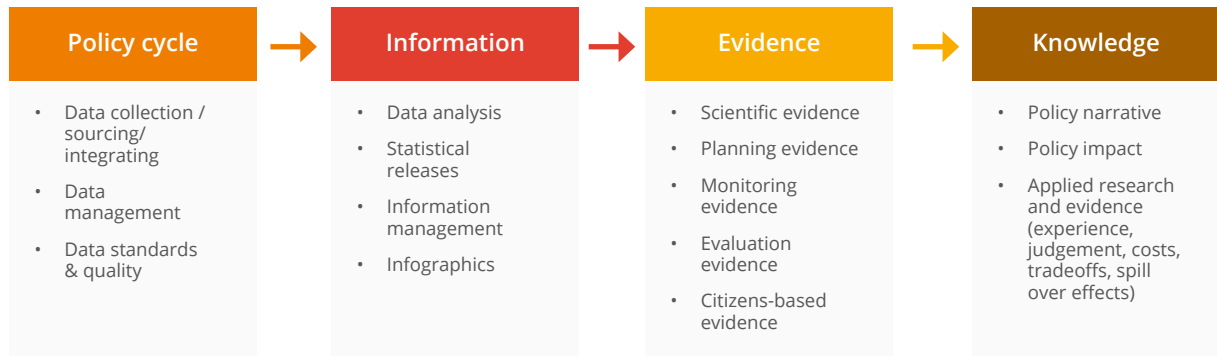 Policy cycle
• Data collection /
sourcing/
integrating
• Data
management
• Data standards
& quality
Information
• Data analysis
• Statistical
releases
• Information
management
• Infographics
Evidence
• Scientific evidence
• Planning evidence
• Monitoring
evidence
• Evaluation
evidence
• Citizens-based
evidence
Knowledge
• Policy narrative
• Policy impact
• Applied research
and evidence
(experience,
judgement, costs,
tradeoffs, spill
over effects)